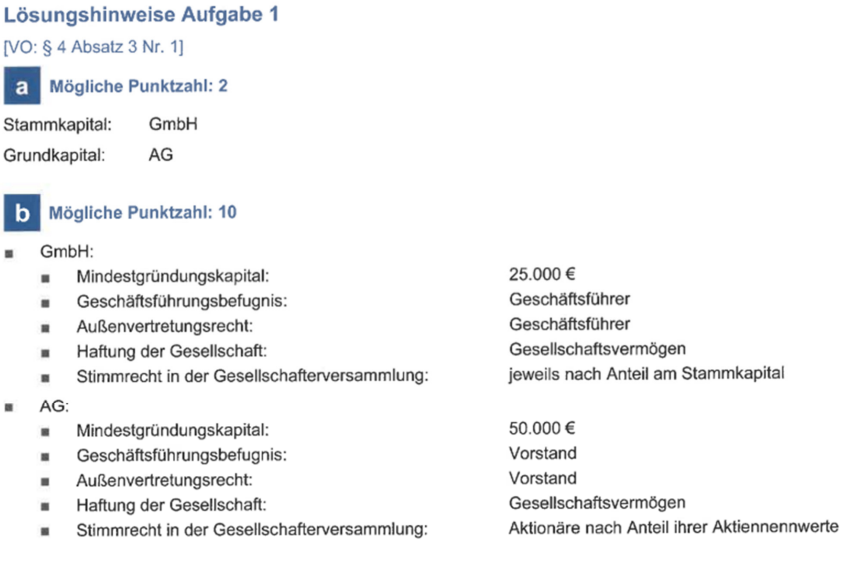 Lösungshinweise Aufgabe 1
[VO: § 4 Absatz 3 Nr. 1]
a Mögliche Punktzahl: 2
Stammkapital: GmbH
Grundkapital: AG
b Mögliche Punktzahl: 10
GmbH:
Mindestgründungskapital: 25.000 €
Geschäftsführungsbefugnis: Geschäftsführer
Außenvertretungsrecht: Geschäftsführer
Haftung der Gesellschaft: Gesellschaftsvermögen
Stimmrecht in der Gesellschafterversammlung: jeweils nach Anteil am Stammkapital
AG:
Mindestgründungskapital: 50.000 €
Geschäftsführungsbefugnis: Vorstand
Außenvertretungsrecht: Vorstand
Haftung der Gesellschaft: Gesellschaftsvermögen
Stimmrecht in der Gesellschafterversammlung: Aktionäre nach Anteil ihrer Aktiennennwerte